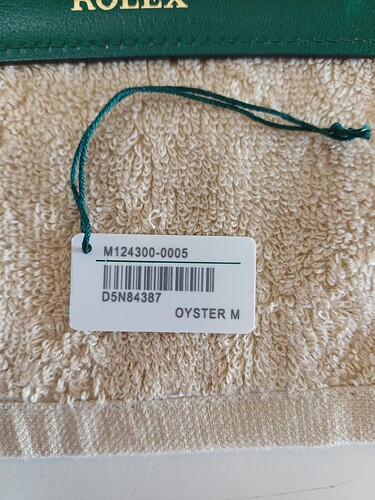 ROLEX
M124300-0005
D5N84387
OYSTER M